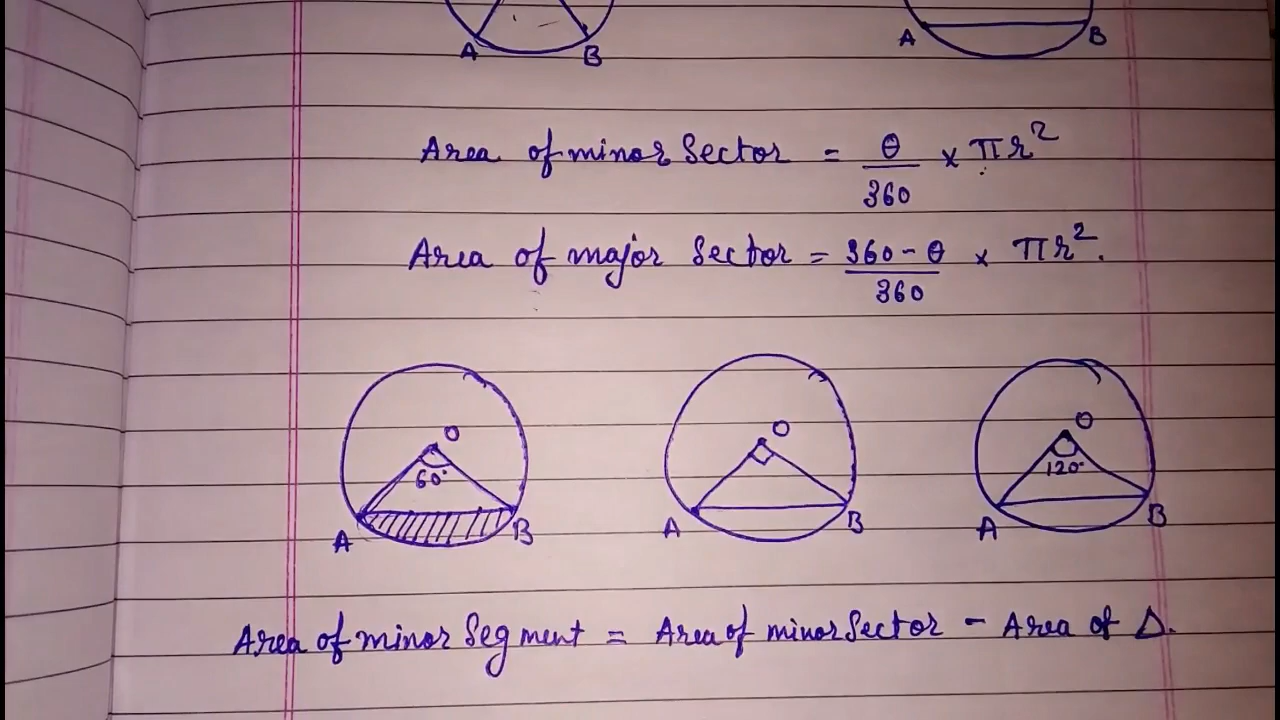 A B A B
Area of minor Sector = θ/360 × πr²
Area of major Sector = 360-θ/360 × πr².
O O O
60° 120°
A B A B A B
Area of minor Segment = Area of minor Sector - Area of Δ.